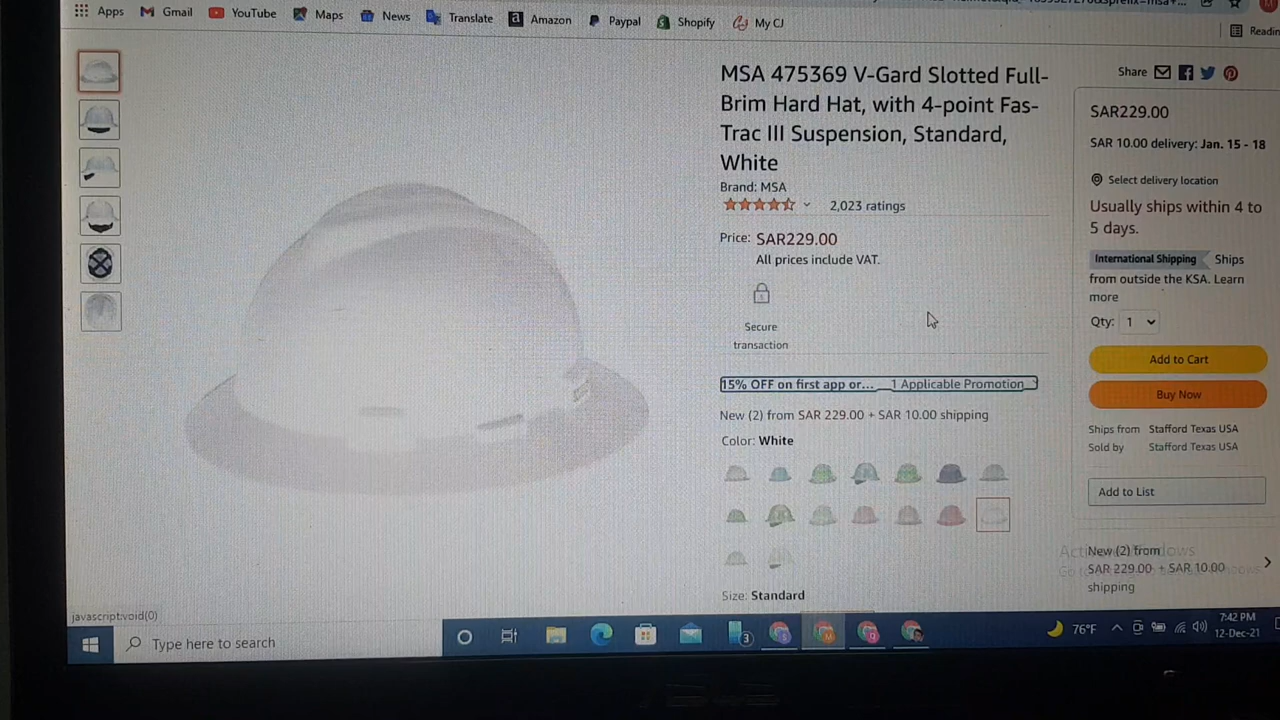 Apps Gmail YouTube Maps News Translate Amazon Paypal Shopify My CJ
MSA 475369 V-Gard Slotted Full-
Brim Hard Hat, with 4-point Fas-
Trac III Suspension, Standard,
White
Brand: MSA
2,023 ratings
Price: SAR229.00
All prices include VAT.
Secure
transaction
15% OFF on first app or... 1 Applicable Promotion
New (2) from SAR 229.00 + SAR 10.00 shipping
Color: White
Size: Standard
Share
SAR229.00
SAR 10.00 delivery: Jan. 15 - 18
Select delivery location
Usually ships within 4 to
5 days.
International Shipping Ships
from outside the KSA. Learn
more
Qty: 1
Add to Cart
Buy Now
Ships from Stafford Texas USA
Sold by Stafford Texas USA
Add to List
New (2) from
SAR 229.00 + SAR 10.00
shipping
javascript:void(0)
Type here to search
3
76°F
7:42 PM
12-Dec-21